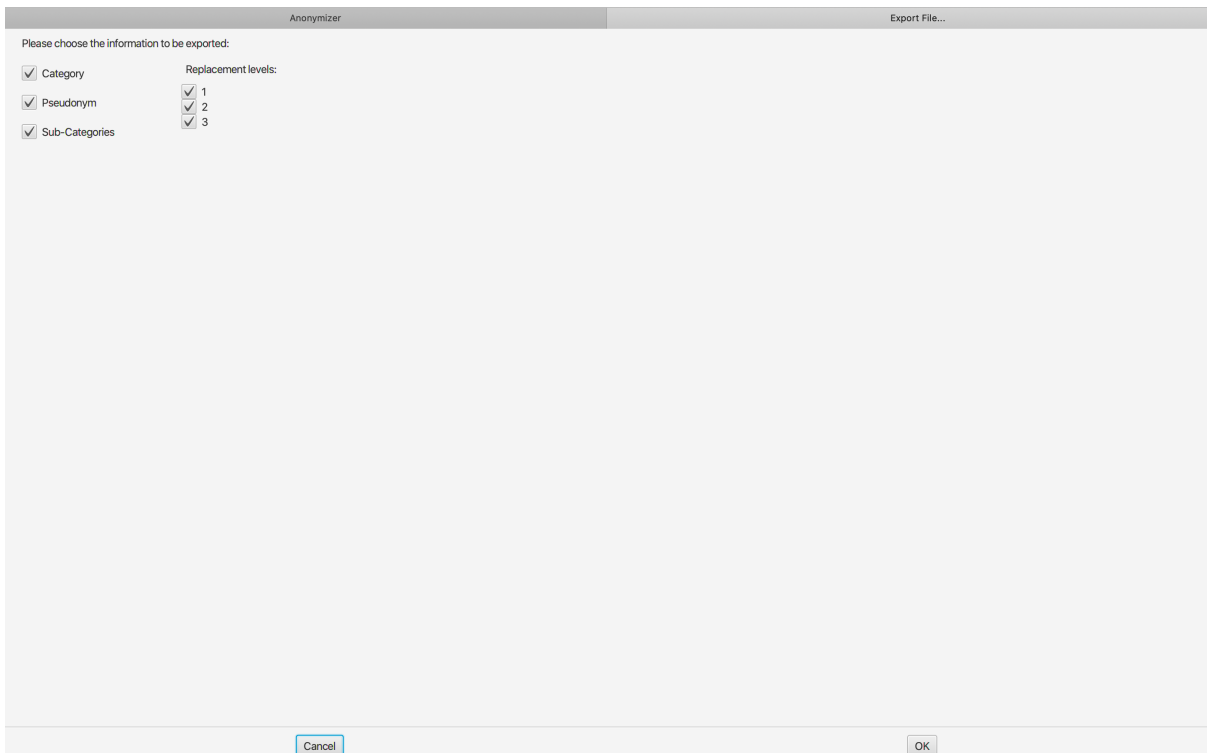 Anonymizer
Export File...
Please choose the information to be exported:
Category
Pseudonym
Sub-Categories
Replacement levels:
1
2
3
Cancel
OK